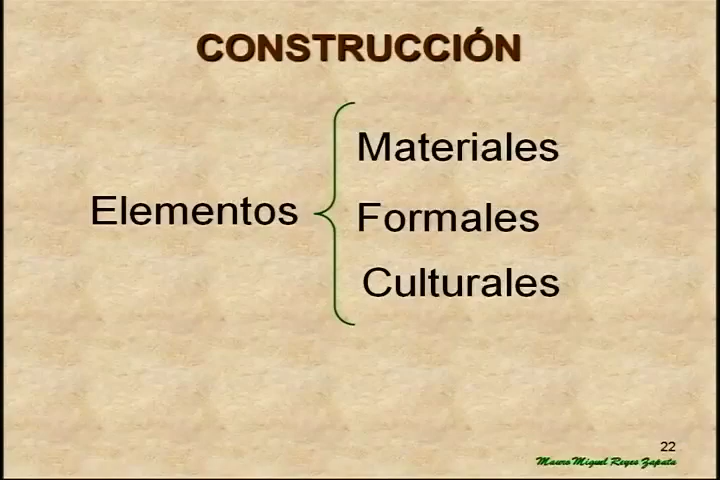 CONSTRUCCIÓN
Materiales
Elementos
Formales
Culturales
22
Mauro Miguel Reyes Zapata